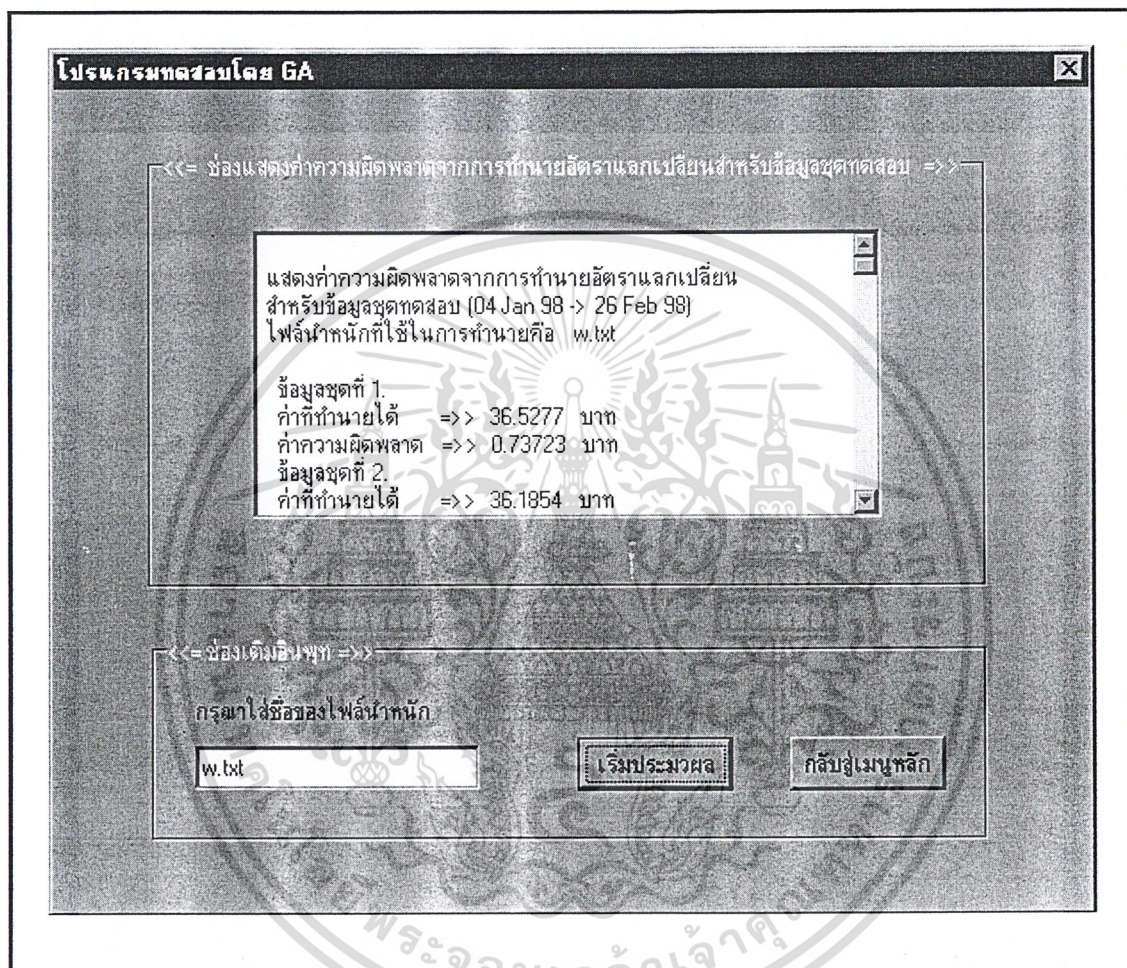 โปรแกรมทดสอบโดย GA
<<= ช่องแสดงค่าความผิดพลาดจากการทำนายอัตราแลกเปลี่ยนสำหรับข้อมูลชุดทดสอบ =>>
แสดงค่าความผิดพลาดจากการทำนายอัตราแลกเปลี่ยน
สำหรับข้อมูลชุดทดสอบ (04 Jan 98 -> 26 Feb 98)
ไฟล์น้ำหนักที่ใช้ในการทำนายคือ w.txt
ข้อมูลชุดที่ 1.
ค่าที่ทำนายได้ =>> 36.5277 บาท
ค่าความผิดพลาด =>> 0.73723 บาท
ข้อมูลชุดที่ 2.
ค่าที่ทำนายได้ =>> 36.1854 บาท
<<= ช่องเติมอินพุท =>>
กรุณาใส่ชื่อของไฟล์น้ำหนัก
w.txt
เริ่มประมวผล
กลับสู่เมนูหลัก